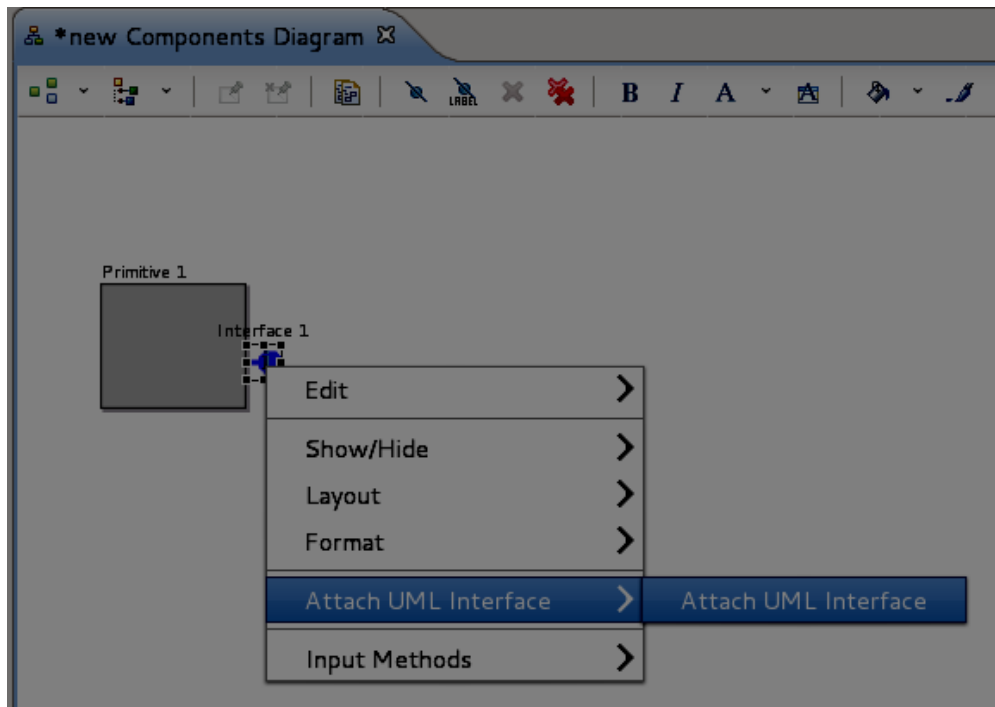 *new Components Diagram
LABEL B I A A
Primitive 1
Interface 1
Edit
Show/Hide
Layout
Format
Attach UML Interface Attach UML Interface
Input Methods